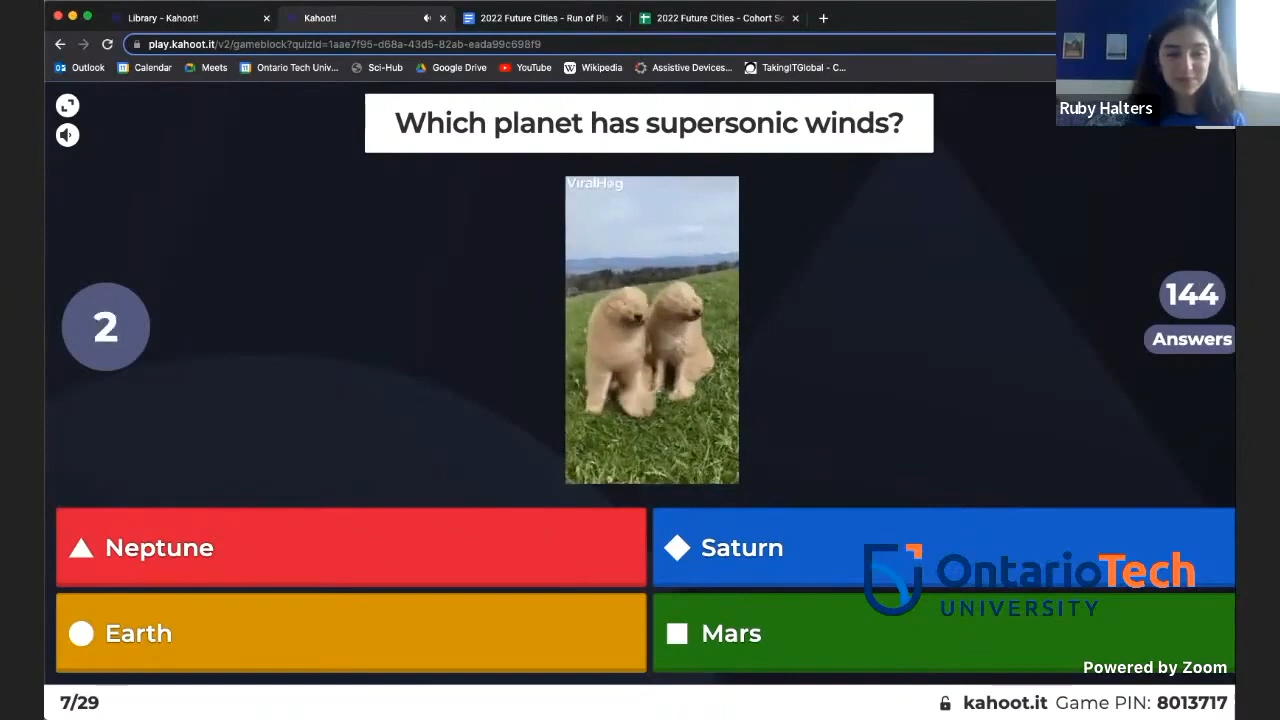 Library - Kahoot!
Kahoot!
2022 Future Cities - Run of Pla
2022 Future Cities - Cohort Sc
play.kahoot.it/v2/gameblock?quizId=1aae7f95-d68a-43d5-82ab-eada99c698f9
Outlook
Calendar
Meets
Ontario Tech Univ...
Sci-Hub
Google Drive
YouTube
Wikipedia
Assistive Devices...
TakingITGlobal - C...
Ruby Halters
Which planet has supersonic winds?
ViralHog
2
144
Answers
Neptune
Saturn
Earth
Mars
OntarioTech
UNIVERSITY
Powered by Zoom
7/29
kahoot.it Game PIN: 8013717